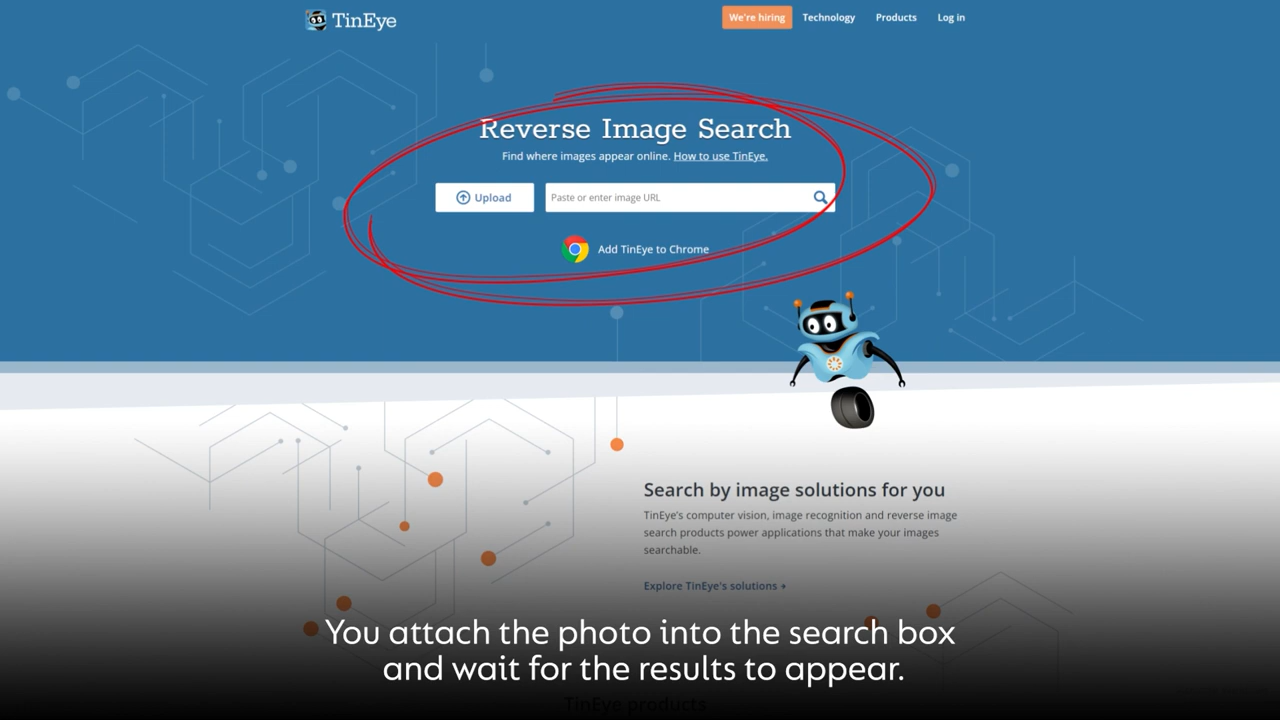 TinEye
We're hiring
Technology
Products
Log in
Reverse Image Search
Find where images appear online. How to use TinEye.
Upload
Paste or enter image URL
Add TinEye to Chrome
Search by image solutions for you
TinEye's computer vision, image recognition and reverse image
search products power applications that make your images
searchable.
Explore TinEye's solutions
You attach the photo into the search box
and wait for the results to appear.
TinEye products